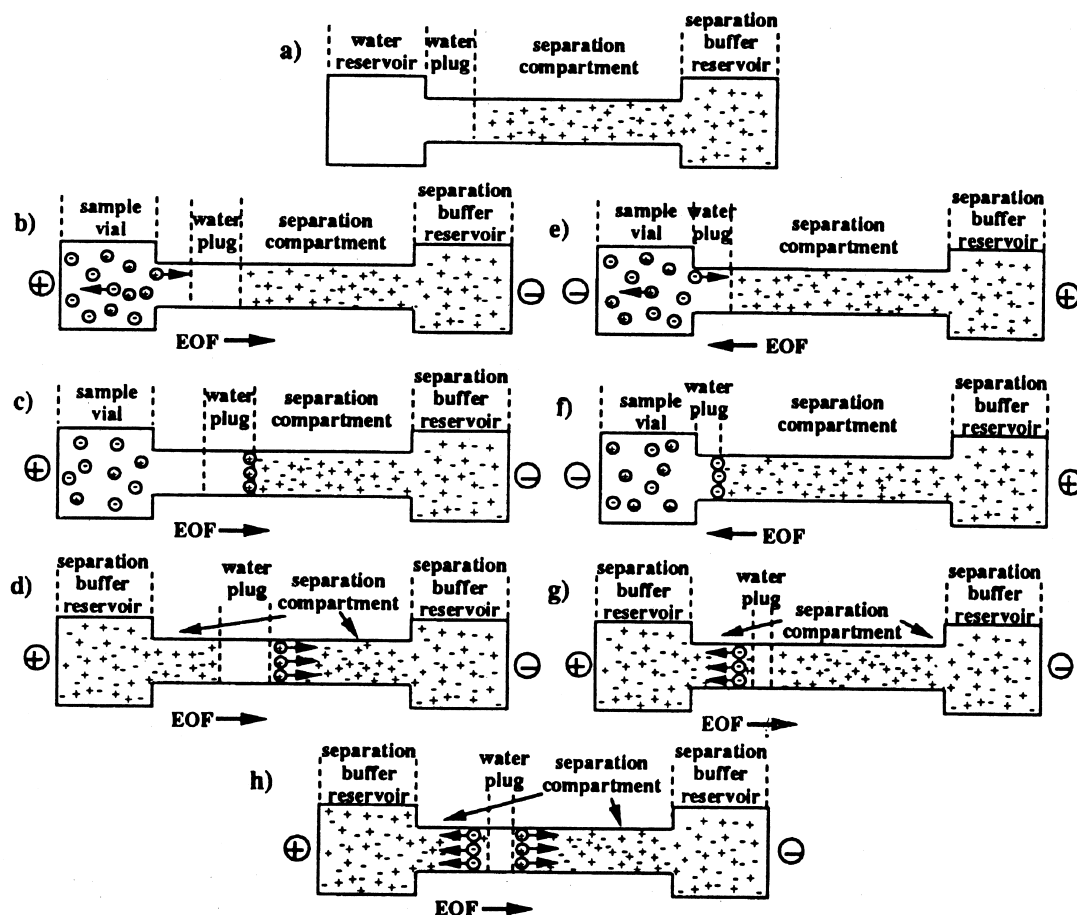 a)
water
reservoir
water
plug
separation
compartment
separation
buffer
reservoir
b)
sample
vial
water
plug
separation
compartment
separation
buffer
reservoir
EOF
e)
sample
vial
water
plug
separation
compartment
separation
buffer
reservoir
EOF
c)
sample
vial
water
plug
separation
compartment
separation
buffer
reservoir
EOF
f)
sample
vial
water
plug
separation
compartment
separation
buffer
reservoir
EOF
d)
separation
buffer
reservoir
water
plug
separation
compartment
separation
buffer
reservoir
EOF
g)
separation
buffer
reservoir
water
plug
separation
compartment
separation
buffer
reservoir
EOF
h)
separation
buffer
reservoir
water
plug
separation
compartment
separation
buffer
reservoir
EOF